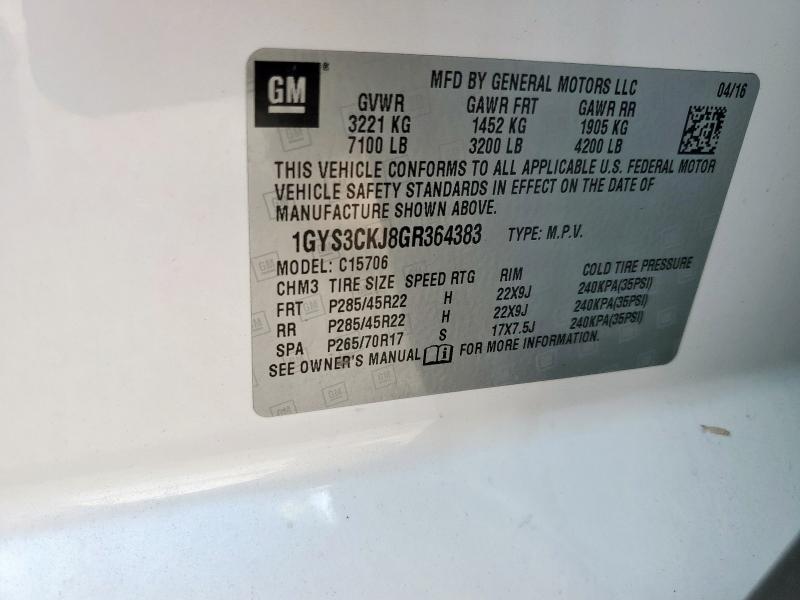 GM® MFD BY GENERAL MOTORS LLC 04/16
GVWR GAWR FRT GAWR RR
3221 KG 1452 KG 1905 KG
7100 LB 3200 LB 4200 LB
THIS VEHICLE CONFORMS TO ALL APPLICABLE U.S. FEDERAL MOTOR
VEHICLE SAFETY STANDARDS IN EFFECT ON THE DATE OF
MANUFACTURE SHOWN ABOVE.
1GYS3CKJ8GR364383 TYPE: M.P.V.
MODEL: C15706
CHM3 TIRE SIZE SPEED RTG RIM COLD TIRE PRESSURE
FRT P285/45R22 H 22X9J 240KPA(35PSI)
RR P285/45R22 H 22X9J 240KPA(35PSI)
SPA P265/70R17 S 17X7.5J 240KPA(35PSI)
SEE OWNER'S MANUAL FOR MORE INFORMATION.